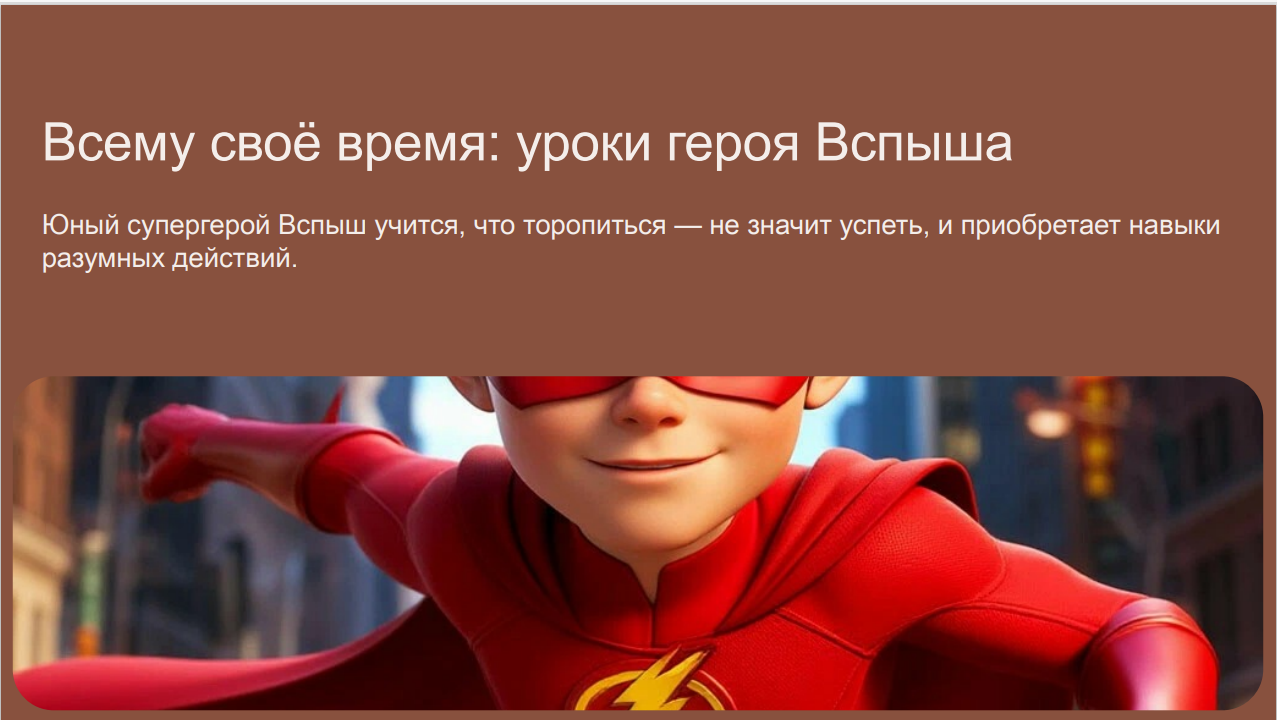 Всему своё время: уроки героя Вспыша
Юный супергерой Вспыш учится, что торопиться — не значит успеть, и приобретает навыки
разумных действий.